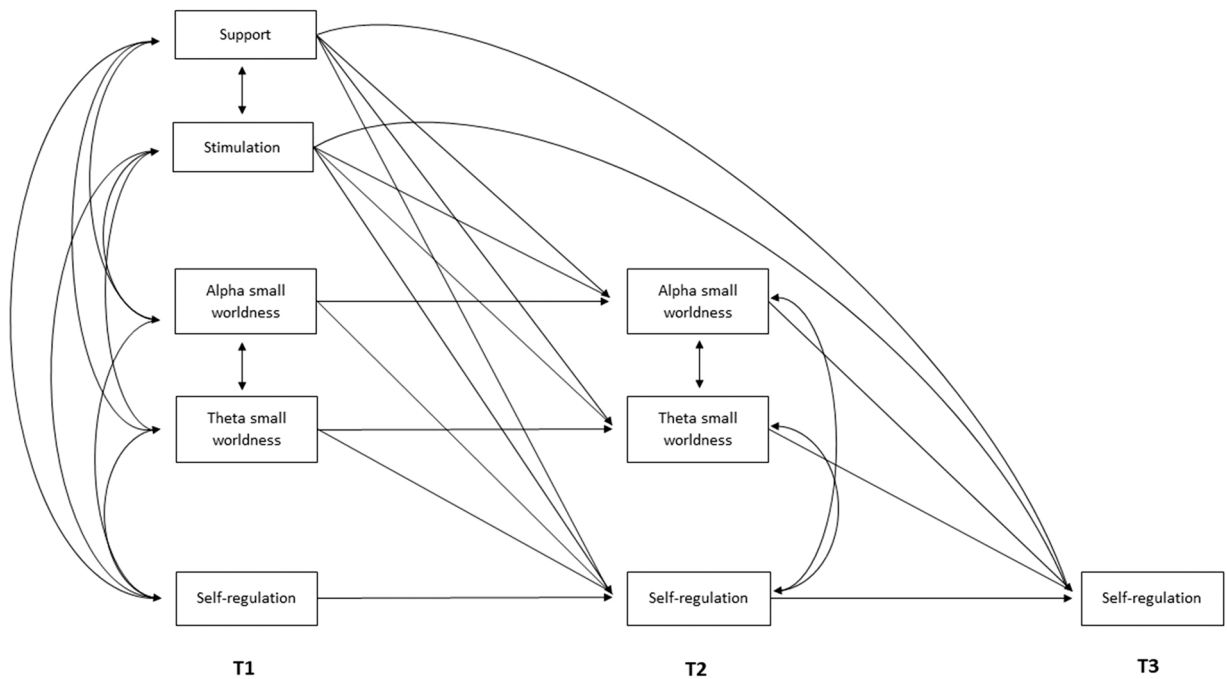 Support
Stimulation
Alpha small
worldness
Alpha small
worldness
Theta small
worldness
Theta small
worldness
Self-regulation
Self-regulation
Self-regulation
T1
T2
T3